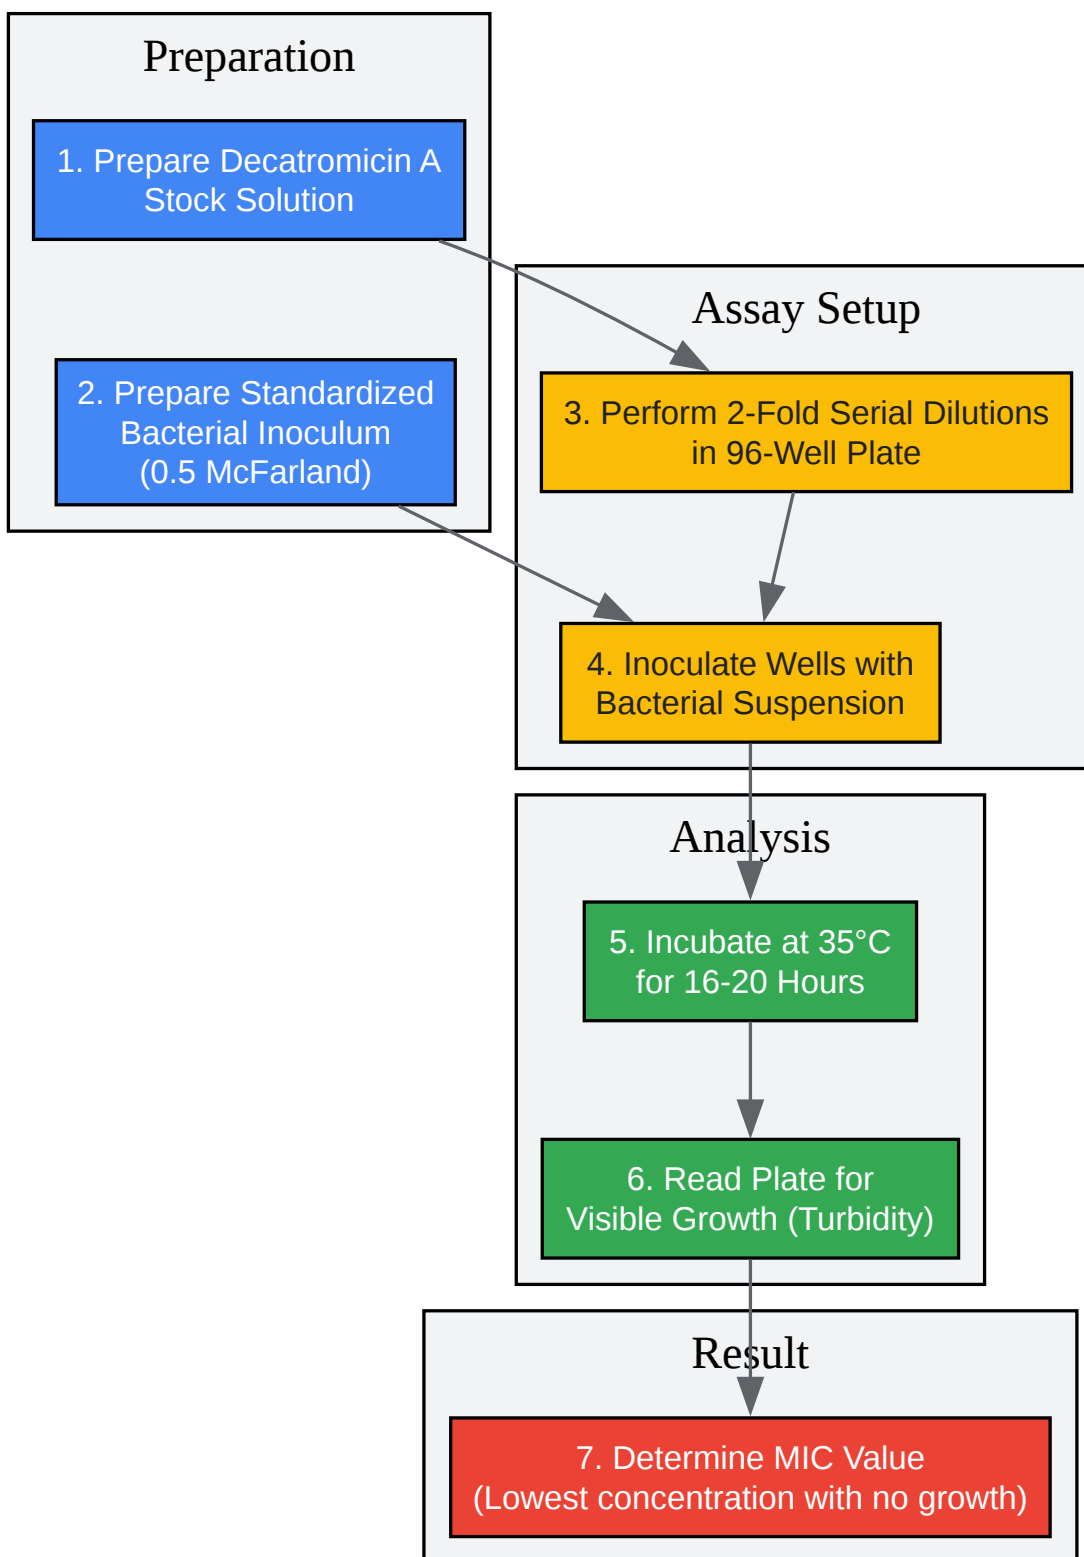 Preparation
1. Prepare Decatromicin A
Stock Solution
2. Prepare Standardized
Bacterial Inoculum
(0.5 McFarland)
Assay Setup
3. Perform 2-Fold Serial Dilutions
in 96-Well Plate
4. Inoculate Wells with
Bacterial Suspension
Analysis
5. Incubate at 35°C
for 16-20 Hours
6. Read Plate for
Visible Growth (Turbidity)
Result
7. Determine MIC Value
(Lowest concentration with no growth)